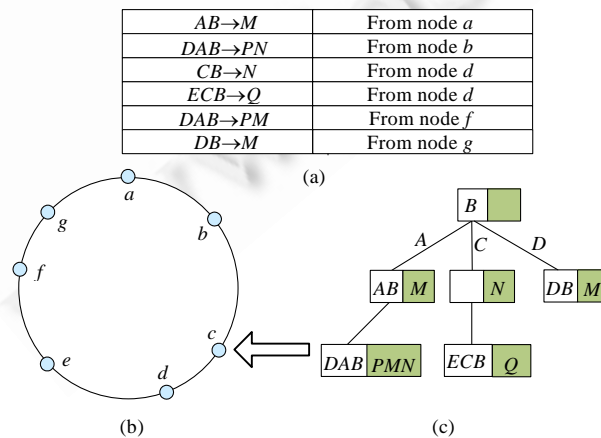 AB→M From node a
DAB→PN From node b
CB→N From node d
ECB→Q From node d
DAB→PM From node f
DB→M From node g
(a)
a
b
c
d
e
f
g
(b)
B
A
C
D
AB M
N
DB M
DAB PMN
ECB Q
(c)